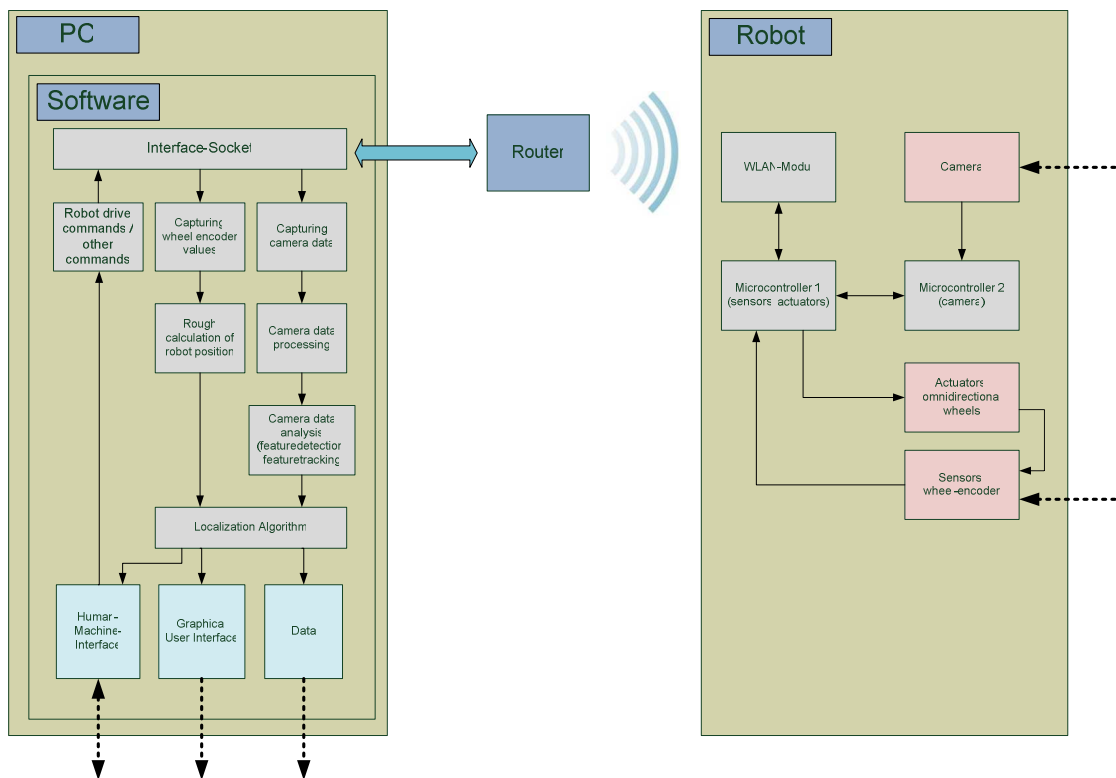 PC
Software
Interface-Socket
Robot drive
commands /
other
commands
Capturing
wheel encoder
values
Capturing
camera data
Rough
calculation of
robot position
Camera data
processing
Camera data
analysis
(featuredetection
featuretracking
Localization Algorithm
Human-
Machine-
Interface
Graphica
User Interface
Data
Router
Robot
WLAN-Modu
Camera
Microcontroller 1
(sensors actuators)
Microcontroller 2
(camera)
Actuators
omnidirectiona
wheels
Sensors
whee-encoder